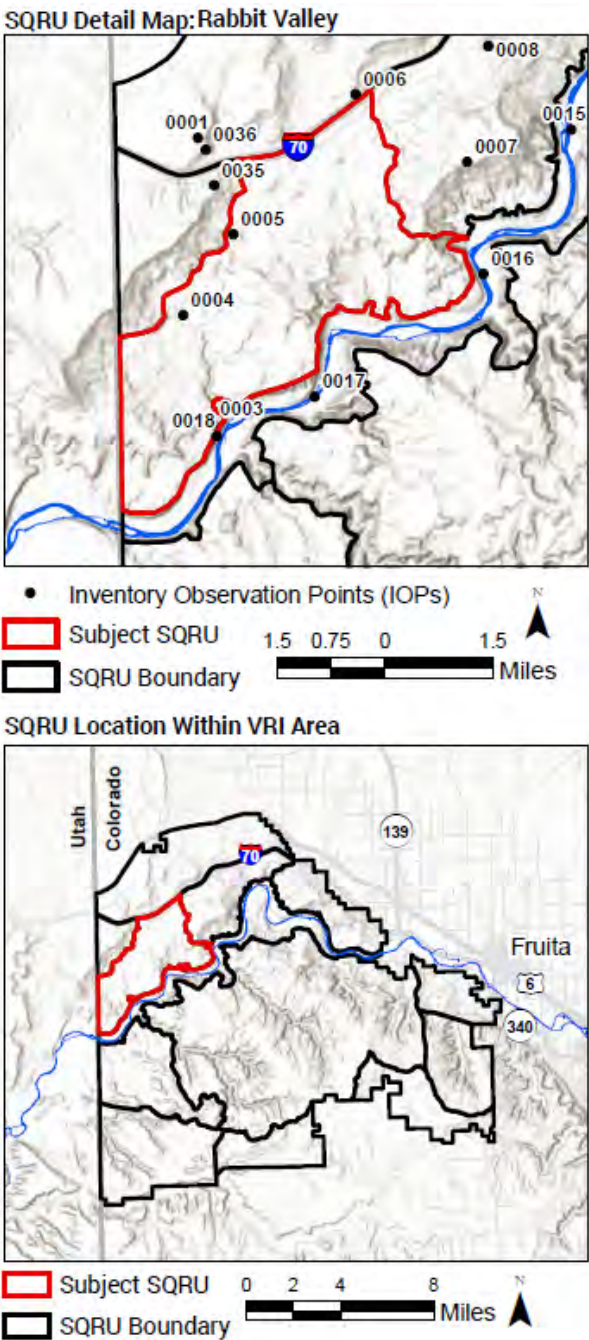 SQRU Detail Map: Rabbit Valley
0008
0006
0015
0001
0036
70
0007
0035
0005
0016
0004
0017
0003
0018
Inventory Observation Points (IOPs)
N
Subject SQRU
1.5 0.75 0 1.5
Miles
SQRU Boundary
SQRU Location Within VRI Area
Utah
Colorado
139
70
Fruita
6
340
Subject SQRU
0 2 4 8
N
Miles
SQRU Boundary